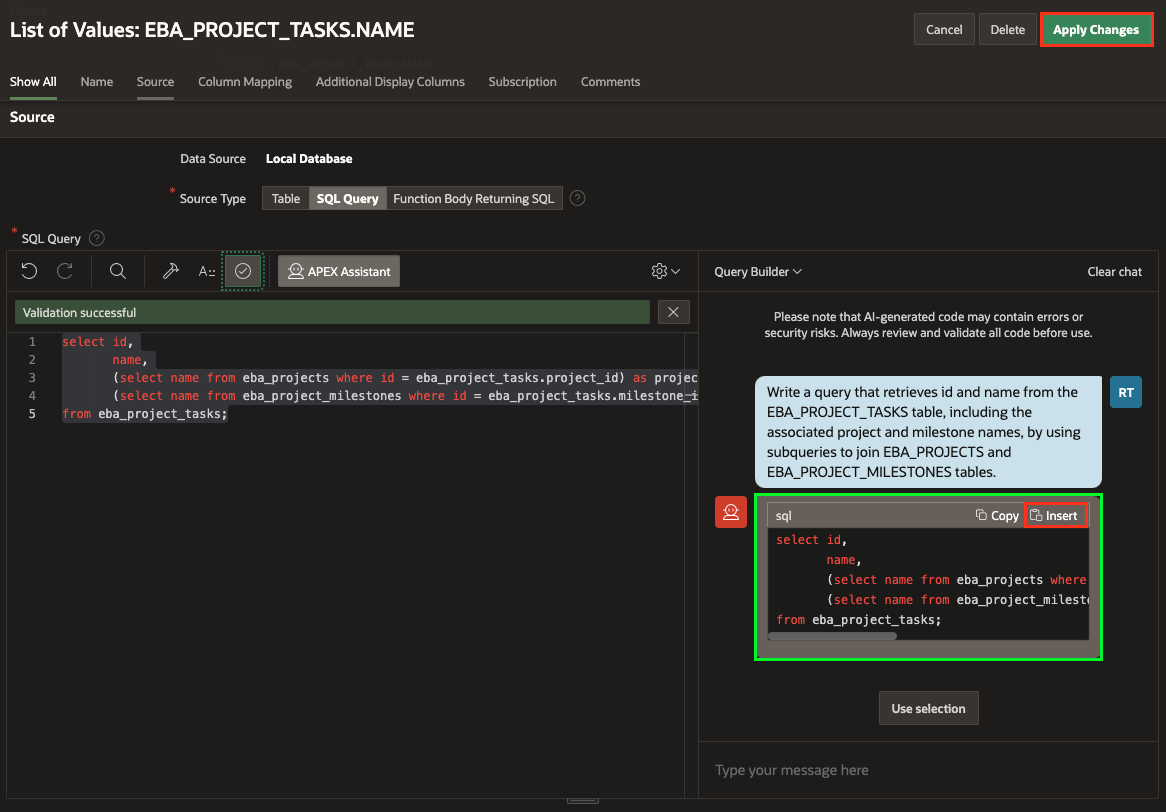 List of Values: EBA_PROJECT_TASKS.NAME
Cancel
Delete
Apply Changes
Show All
Name
Source
Column Mapping
Additional Display Columns
Subscription
Comments
Source
Data Source
Local Database
* Source Type
Table
SQL Query
Function Body Returning SQL
?
* SQL Query ?
APEX Assistant
Query Builder
Clear chat
Validation successful
1 select id,
2 name,
3 (select name from eba_projects where id = eba_project_tasks.project_id) as projec
4 (select name from eba_project_milestones where id = eba_project_tasks.milestone_i
5 from eba_project_tasks;
Please note that AI-generated code may contain errors or
security risks. Always review and validate all code before use.
Write a query that retrieves id and name from the
EBA_PROJECT_TASKS table, including the
associated project and milestone names, by using
subqueries to join EBA_PROJECTS and
EBA_PROJECT_MILESTONES tables.
RT
sql
Copy
Insert
select id,
name,
(select name from eba_projects where
(select name from eba_project_milesto
from eba_project_tasks;
Use selection
Type your message here